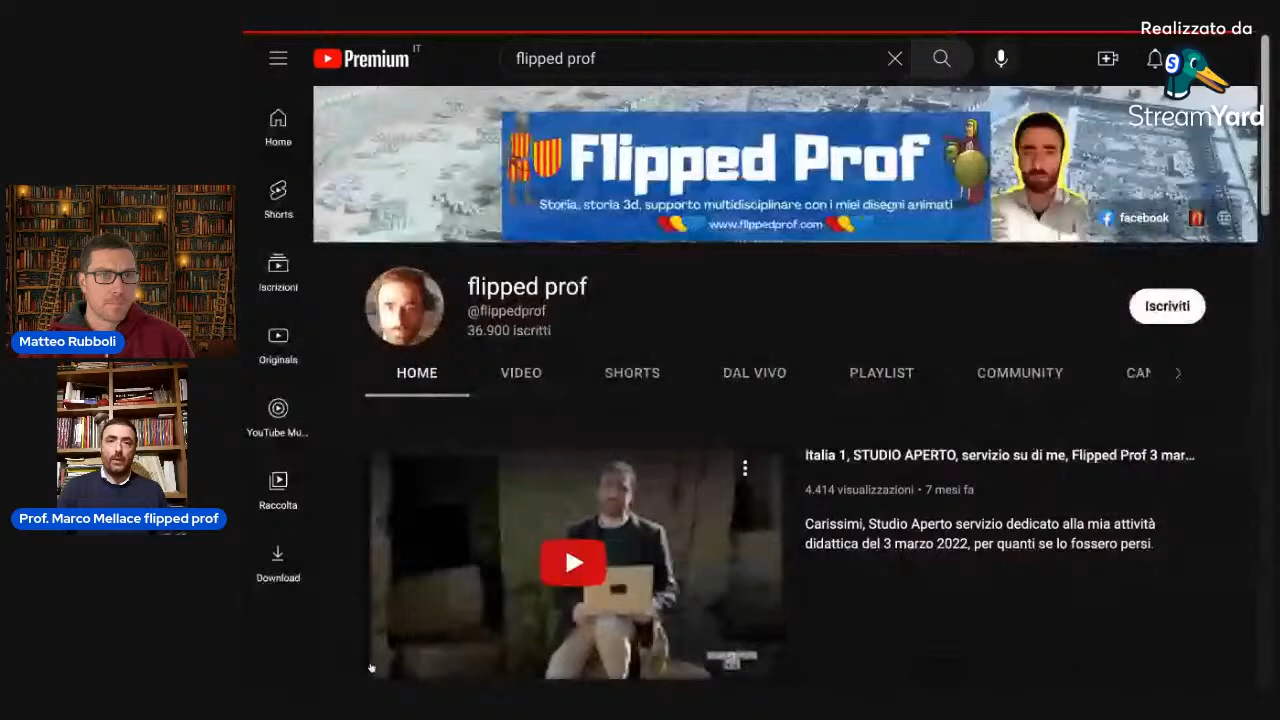 Realizzato da
StreamYard
Premium IT
flipped prof
Home
Shorts
Iscrizioni
Originals
YouTube Mu...
Raccolta
Download
Flipped Prof
Storia, storia 3d, supporto multidisciplinare con i miei disegni animati
www.flippedprof.com
facebook
flipped prof
@flippedprof
36.900 iscritti
Iscriviti
HOME
VIDEO
SHORTS
DAL VIVO
PLAYLIST
COMMUNITY
CAN
Italia 1, STUDIO APERTO, servizio su di me, Flipped Prof 3 mar...
4.414 visualizzazioni • 7 mesi fa
Carissimi, Studio Aperto servizio dedicato alla mia attività
didattica del 3 marzo 2022, per quanti se lo fossero persi.
Matteo Rubboli
Prof. Marco Mellace flipped prof